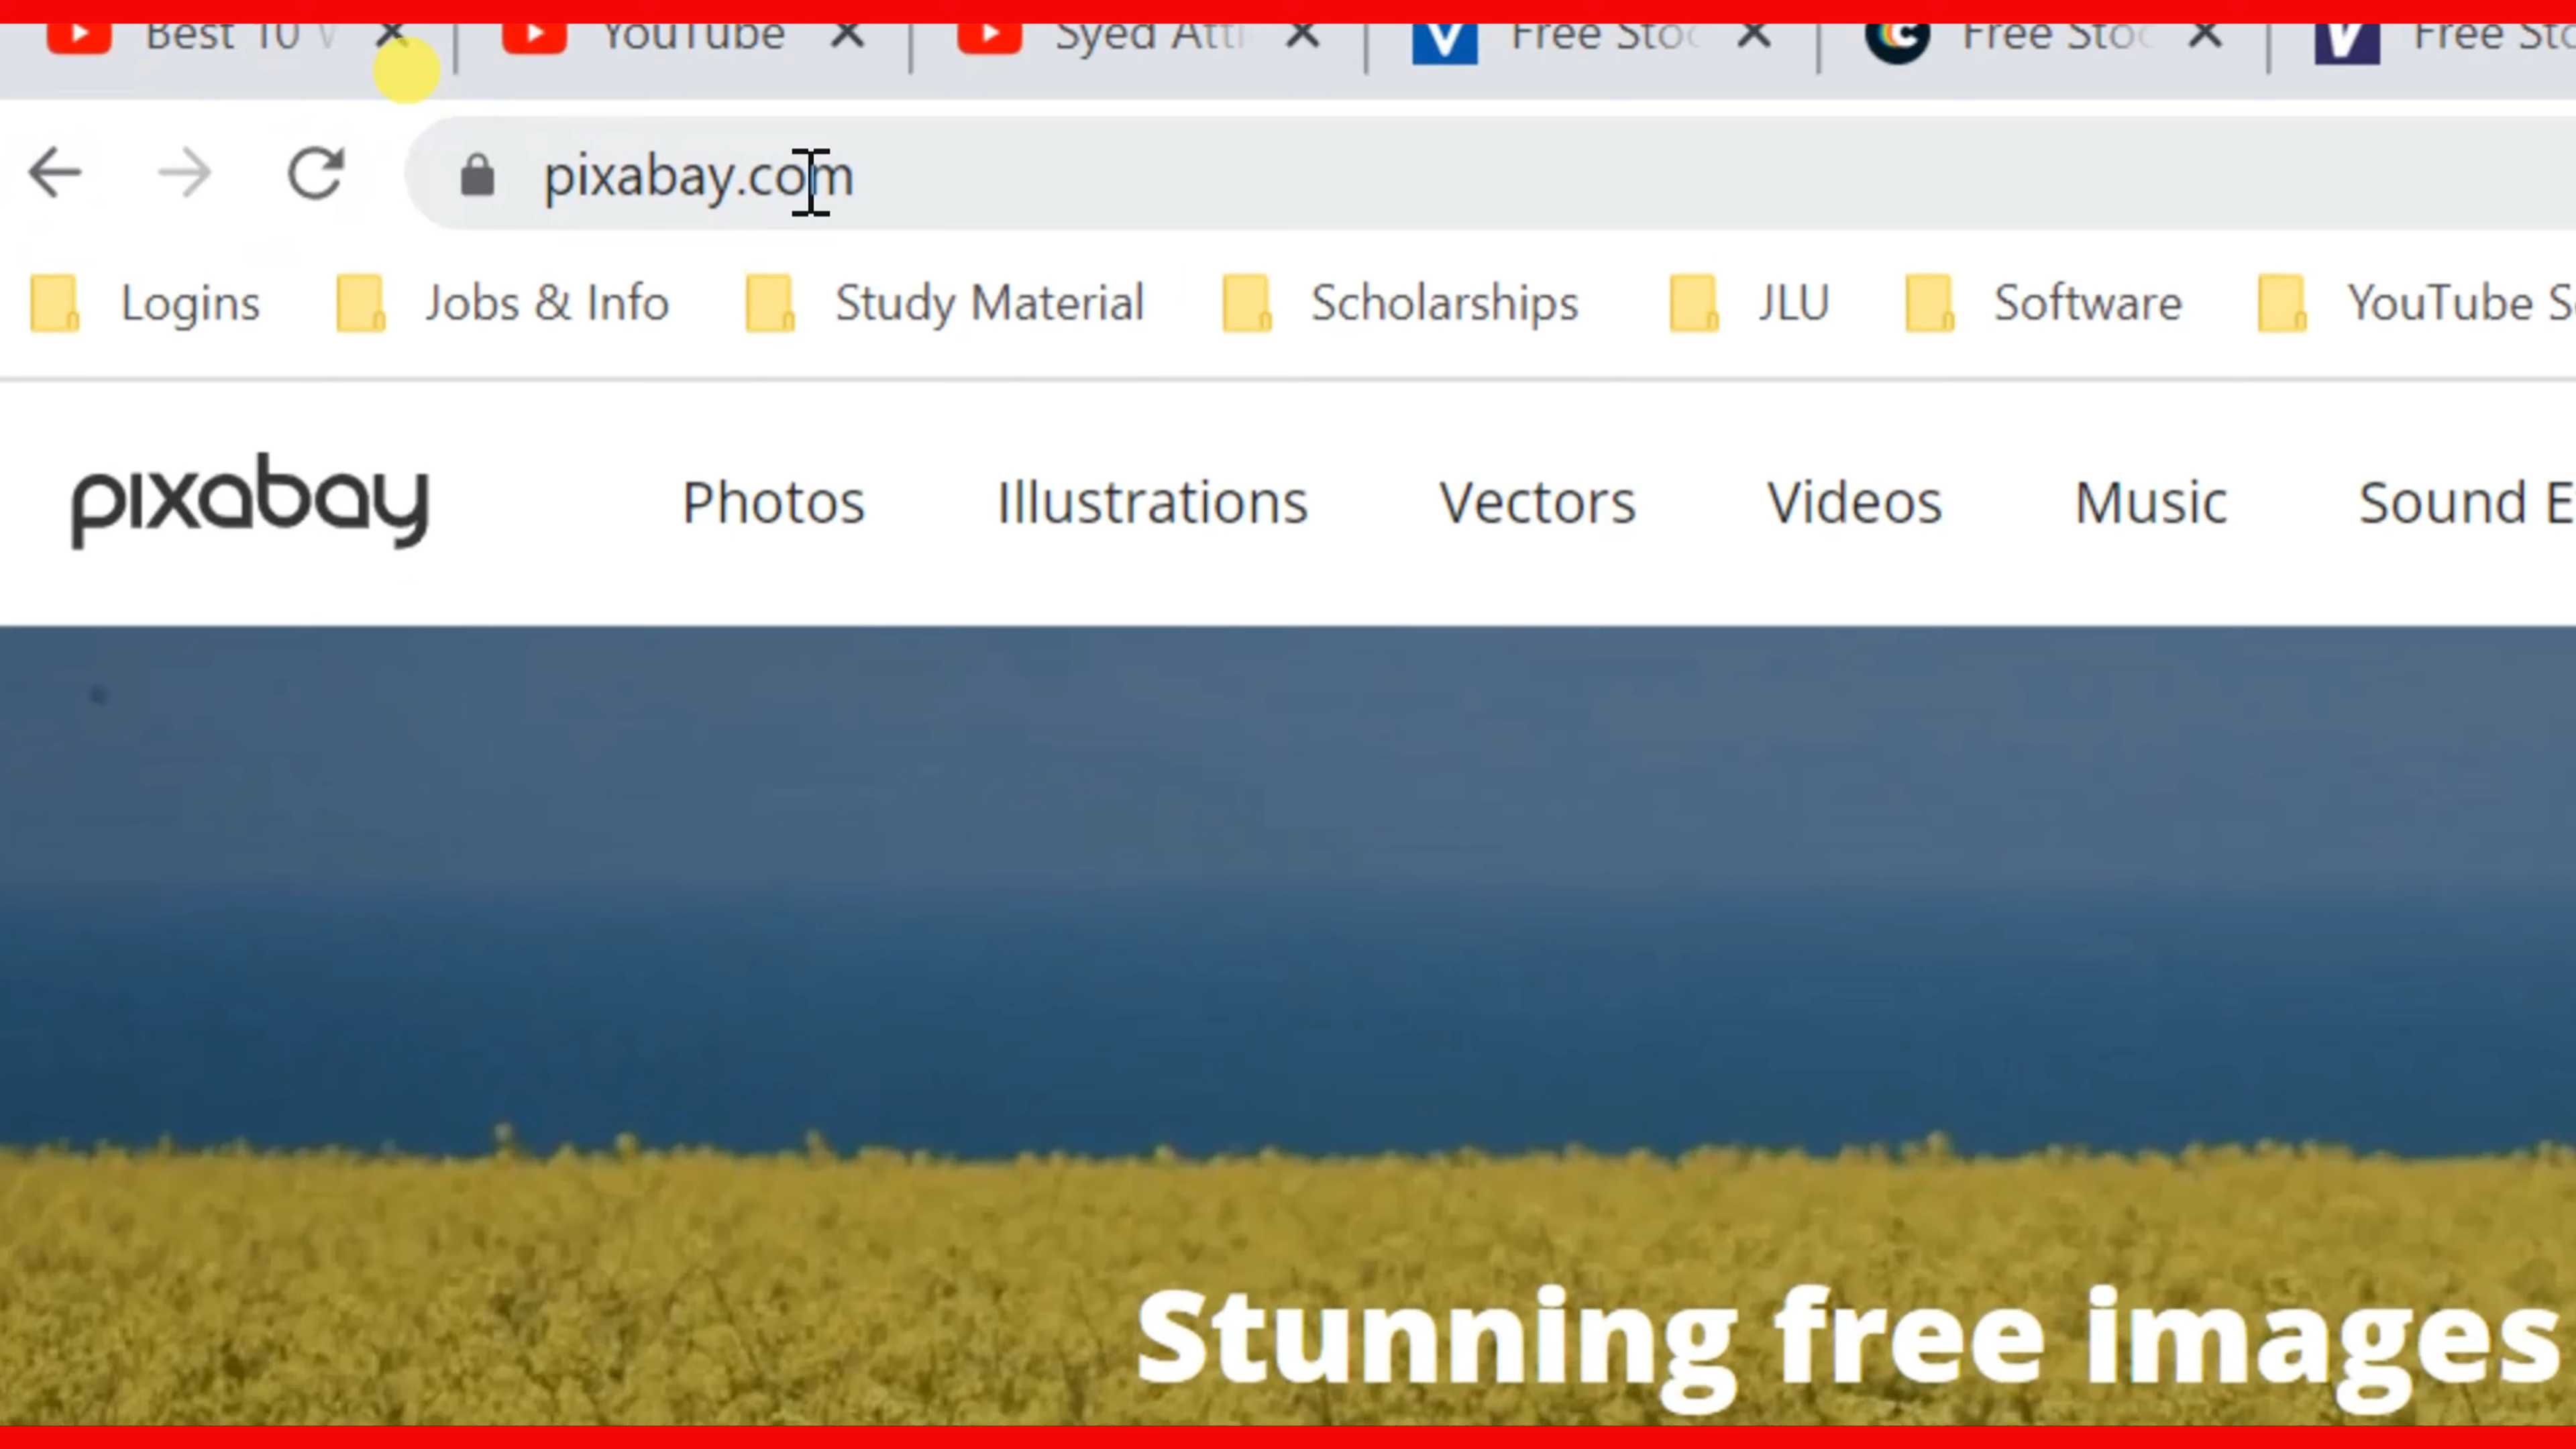 Best 10
YouTube
Syed Atti
Free Stoc
Free Stoc
Free Sto
pixabay.com
Logins
Jobs & Info
Study Material
Scholarships
JLU
Software
YouTube S
pixabay
Photos
Illustrations
Vectors
Videos
Music
Sound E
Stunning free images